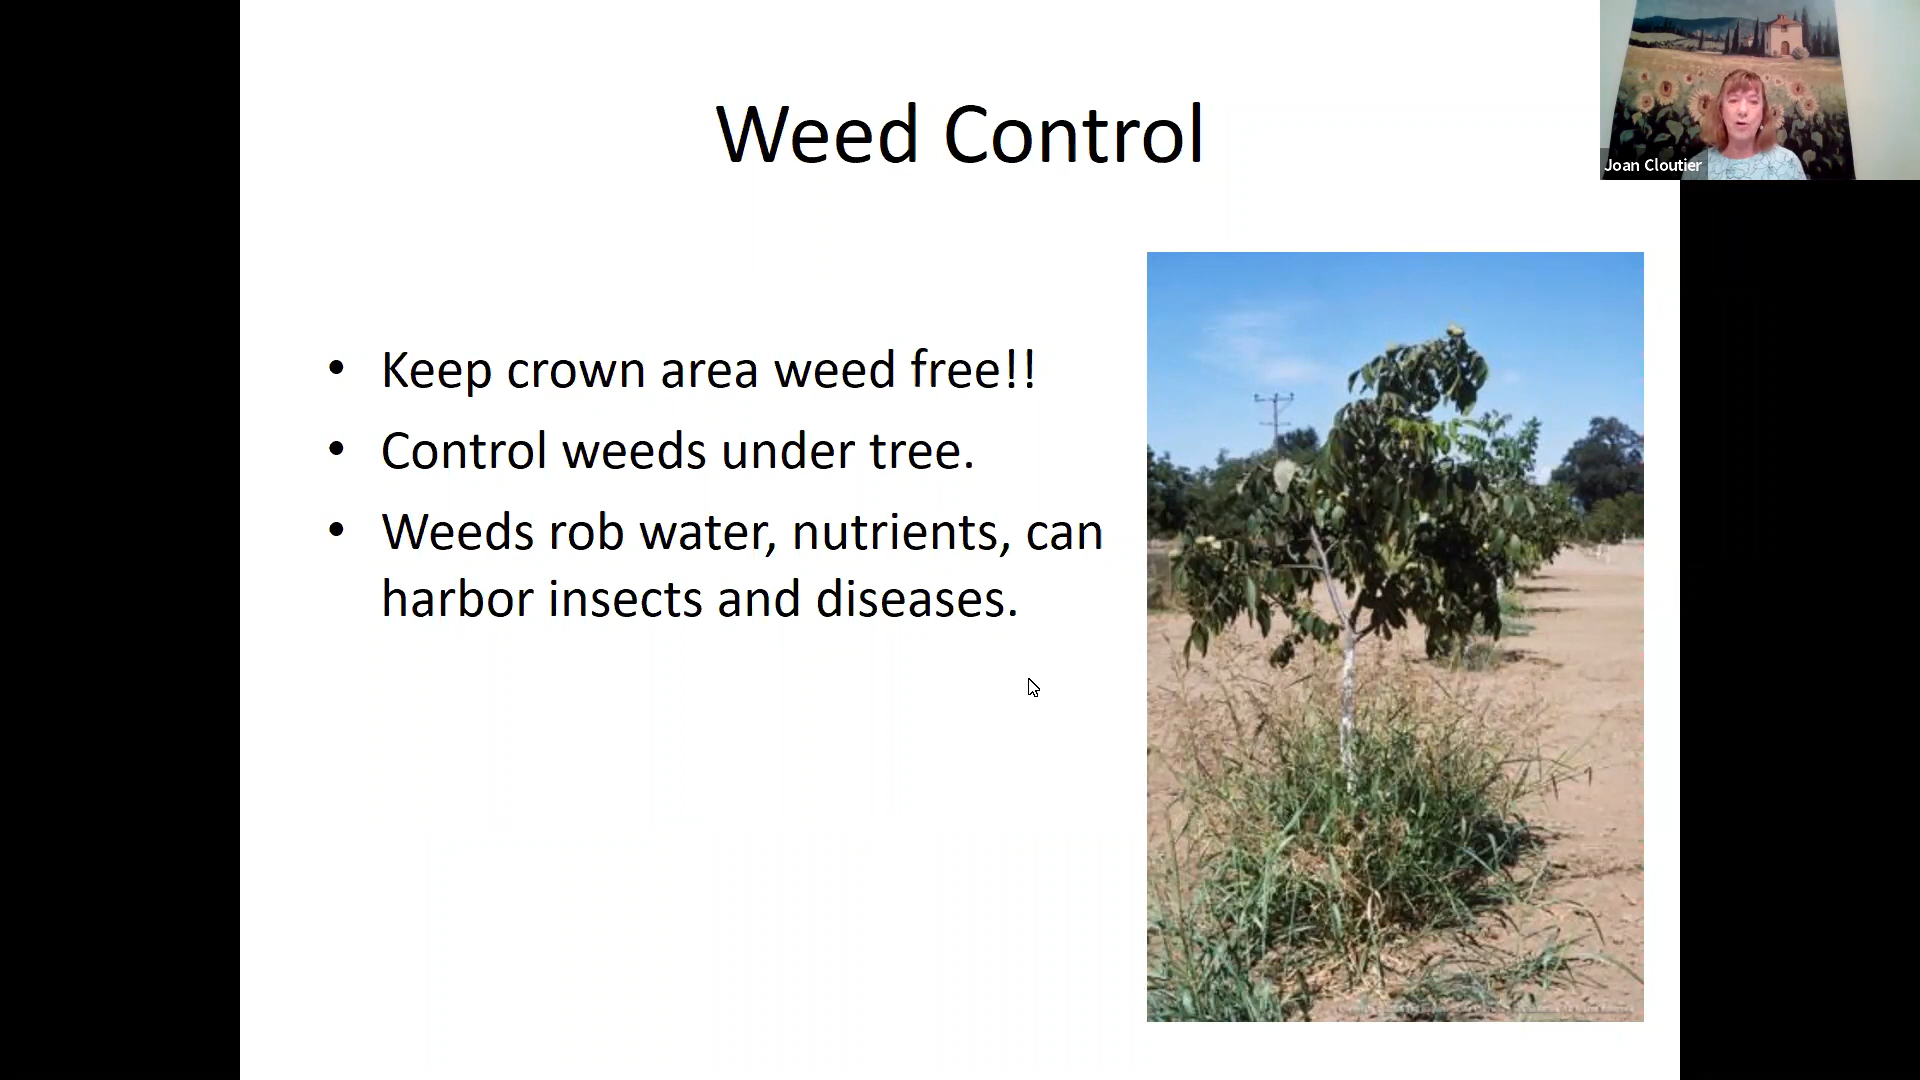 Weed Control
Joan Cloutier
• Keep crown area weed free!!
• Control weeds under tree.
• Weeds rob water, nutrients, can
harbor insects and diseases.